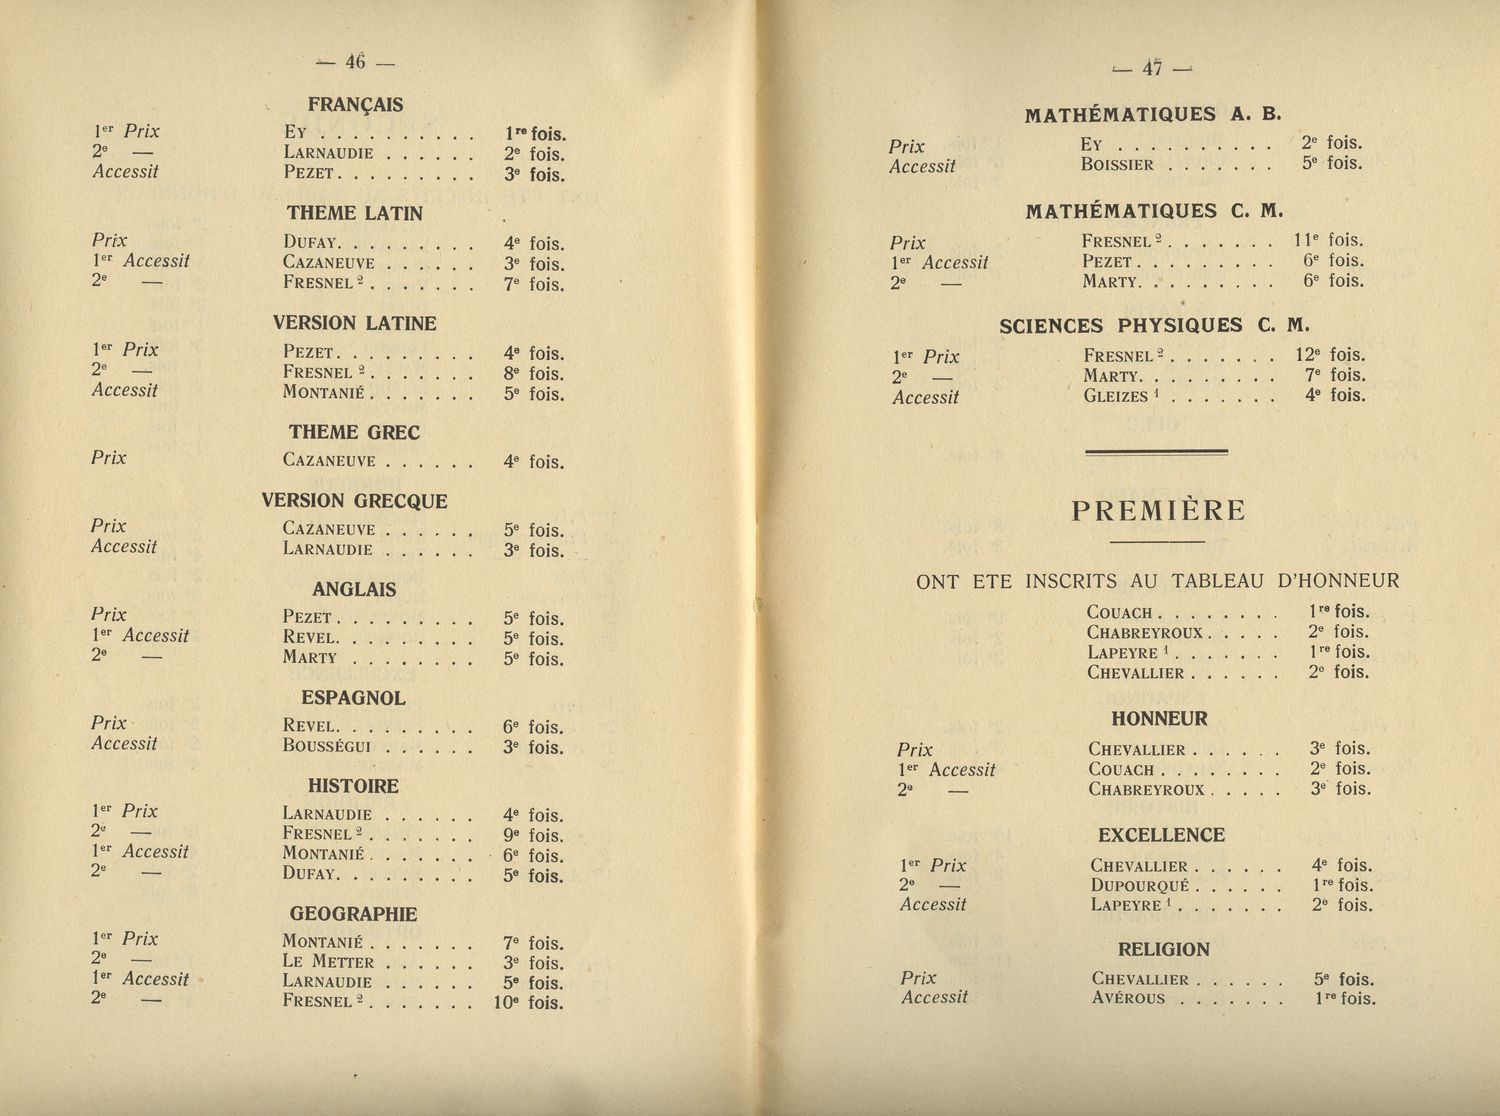 — 46 —
FRANÇAIS
1er Prix EY . . . . . . . . . . 1re fois.
2e — LARNAUDIE . . . . . . 2e fois.
Accessit PEZET. . . . . . . . . 3e fois.
THEME LATIN
Prix DUFAY. . . . . . . . . 4e fois.
1er Accessit CAZANEUVE . . . . . . 3e fois.
2e — FRESNEL 2 . . . . . . . 7e fois.
VERSION LATINE
1er Prix PEZET. . . . . . . . . 4e fois.
2e — FRESNEL 2 . . . . . . . 8e fois.
Accessit MONTANIÉ . . . . . . . 5e fois.
THEME GREC
Prix CAZANEUVE . . . . . . 4e fois.
VERSION GRECQUE
Prix CAZANEUVE . . . . . . 5e fois.
Accessit LARNAUDIE . . . . . . 3e fois.
ANGLAIS
Prix PEZET. . . . . . . . . 5e fois.
1er Accessit REVEL. . . . . . . . . 5e fois.
2e — MARTY . . . . . . . . 5e fois.
ESPAGNOL
Prix REVEL. . . . . . . . . 6e fois.
Accessit BOUSSÉGUI . . . . . . 3e fois.
HISTOIRE
1er Prix LARNAUDIE . . . . . . 4e fois.
2e — FRESNEL 2 . . . . . . . 9e fois.
1er Accessit MONTANIÉ . . . . . . . 6e fois.
2e — DUFAY. . . . . . . . . 5e fois.
GEOGRAPHIE
1er Prix MONTANIÉ . . . . . . . 7e fois.
2e — LE METTER . . . . . . 3e fois.
1er Accessit LARNAUDIE . . . . . . 5e fois.
2e — FRESNEL 2 . . . . . . . 10e fois.
— 47 —
MATHÉMATIQUES A. B.
Prix EY . . . . . . . . . . 2e fois.
Accessit BOISSIER . . . . . . . 5e fois.
MATHÉMATIQUES C. M.
Prix FRESNEL 2 . . . . . . . 11e fois.
1er Accessit PEZET. . . . . . . . . 6e fois.
2e — MARTY. . . . . . . . . 6e fois.
SCIENCES PHYSIQUES C. M.
1er Prix FRESNEL 2 . . . . . . . 12e fois.
2e — MARTY. . . . . . . . . 7e fois.
Accessit GLEIZES 1 . . . . . . . 4e fois.
PREMIÈRE
ONT ETE INSCRITS AU TABLEAU D'HONNEUR
COUACH . . . . . . . . 1re fois.
CHABREYROUX . . . . . 2e fois.
LAPEYRE 1 . . . . . . . 1re fois.
CHEVALLIER . . . . . . 2e fois.
HONNEUR
Prix CHEVALLIER . . . . . . 3e fois.
1er Accessit COUACH . . . . . . . . 2e fois.
2e — CHABREYROUX . . . . . 3e fois.
EXCELLENCE
1er Prix CHEVALLIER . . . . . . 4e fois.
2e — DUPOURQUÉ . . . . . . 1re fois.
Accessit LAPEYRE 1 . . . . . . . 2e fois.
RELIGION
Prix CHEVALLIER . . . . . . 5e fois.
Accessit AVÉROUS . . . . . . . 1re fois.